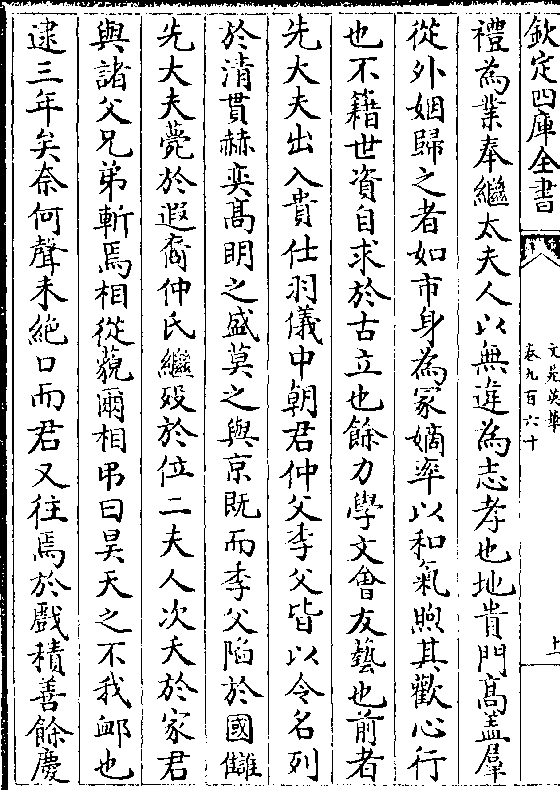 欽定四庫全書
文苑英華
卷九百六十
上
禮為業奉繼太夫人以無違為志孝也地貴門高蓋羣
從外姻歸之者如市身為冢嫡率以和氣煦其歡心行
也不籍世資自求於古立也餘力學文會友藝也前者
先大夫出入貴仕羽儀中朝君仲父季父皆以令名列
於清貫赫奕髙明之盛莫之與京既而季父陷於國讎
先大夫薨於遐裔仲氏繼殁於位二夫人次夭於家君
與諸父兄弟斬焉相從藐爾相弔曰昊天之不我卹也
逮三年矣奈何聲未絶口而君又往焉於戲積善餘慶